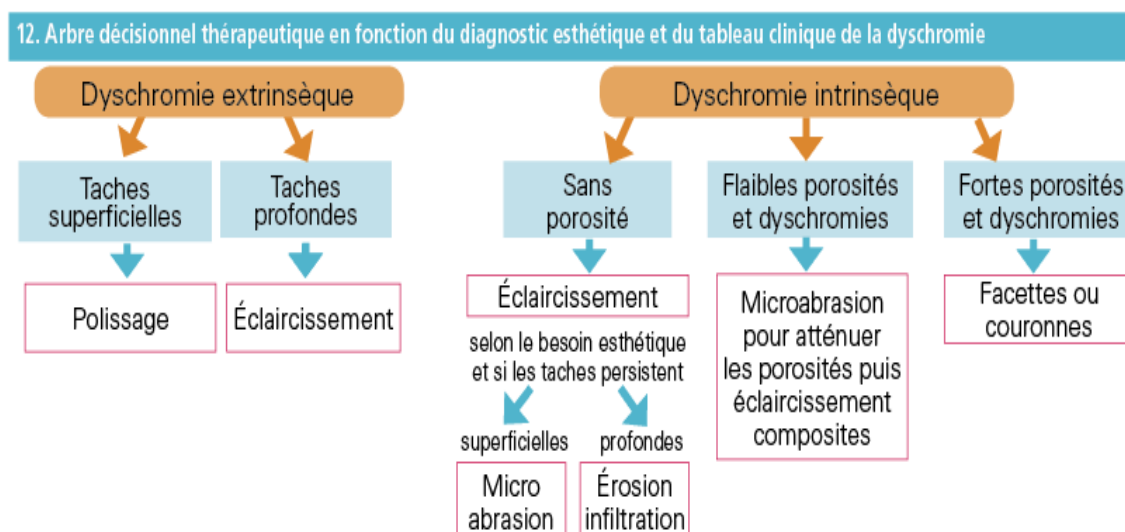 12. Arbre décisionnel thérapeutique en fonction du diagnostic esthétique et du tableau clinique de la dyschromie
Dyschromie extrinsèque
Dyschromie intrinsèque
Taches
superficielles
Taches
profondes
Sans
porosité
Flaibles porosités
et dyschromies
Fortes porosités
et dyschromies
Polissage
Éclaircissement
Éclaircissement
selon le besoin esthétique
et si les taches persistent
superficielles
profondes
Micro
abrasion
Érosion
infiltration
Microabrasion
pour atténuer
les porosités puis
éclaircissement
composites
Facettes ou
couronnes